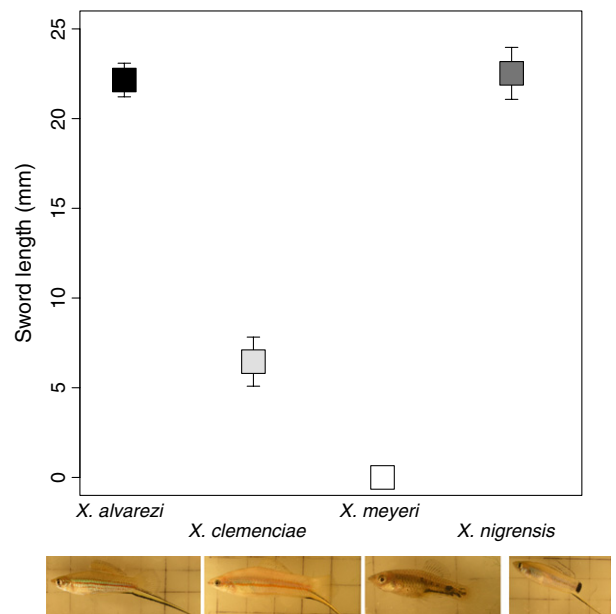 25
20
15
10
5
0
Sword length (mm)
X. alvarezi
X. clemenciae
X. meyeri
X. nigrensis